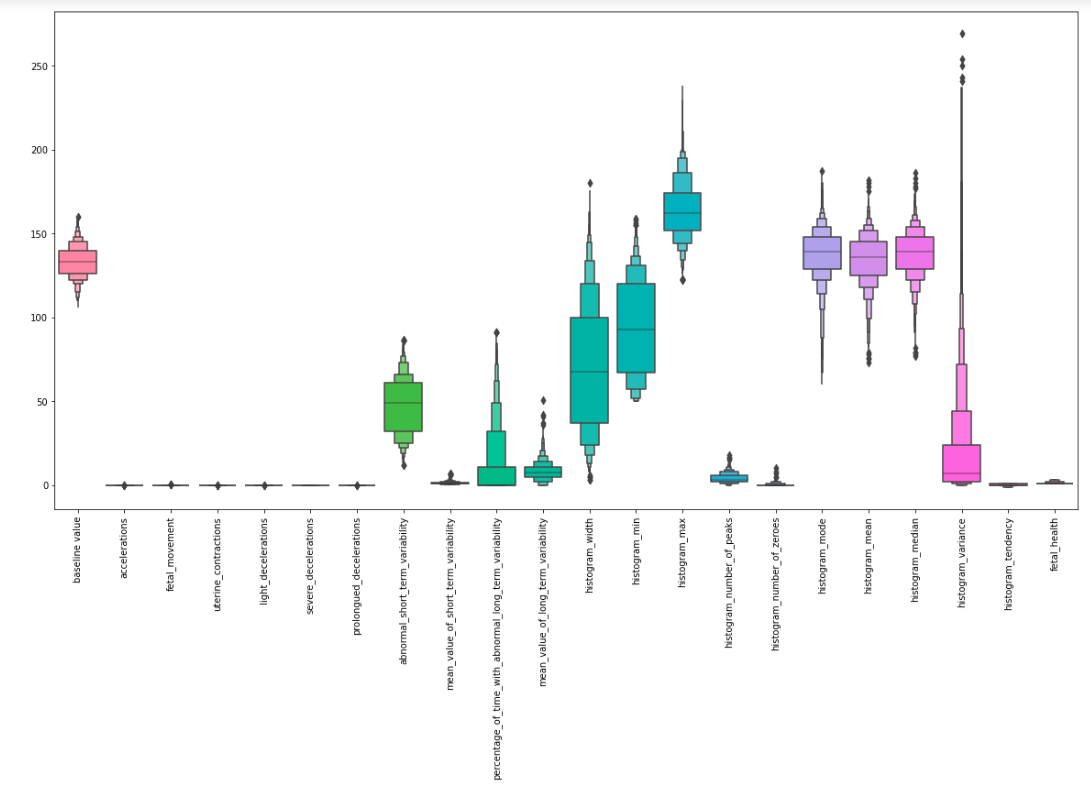 250
200
150
100
50
0
baseline value
accelerations
fetal_movement
uterine_contractions
light_decelerations
severe_decelerations
prolongued_decelerations
abnormal_short_term_variability
mean_value_of_short_term_variability
percentage_of_time_with_abnormal_long_term_variability
mean_value_of_long_term_variability
histogram_width
histogram_min
histogram_max
histogram_number_of_peaks
histogram_number_of_zeroes
histogram_mode
histogram_mean
histogram_median
histogram_variance
histogram_tendency
fetal_health